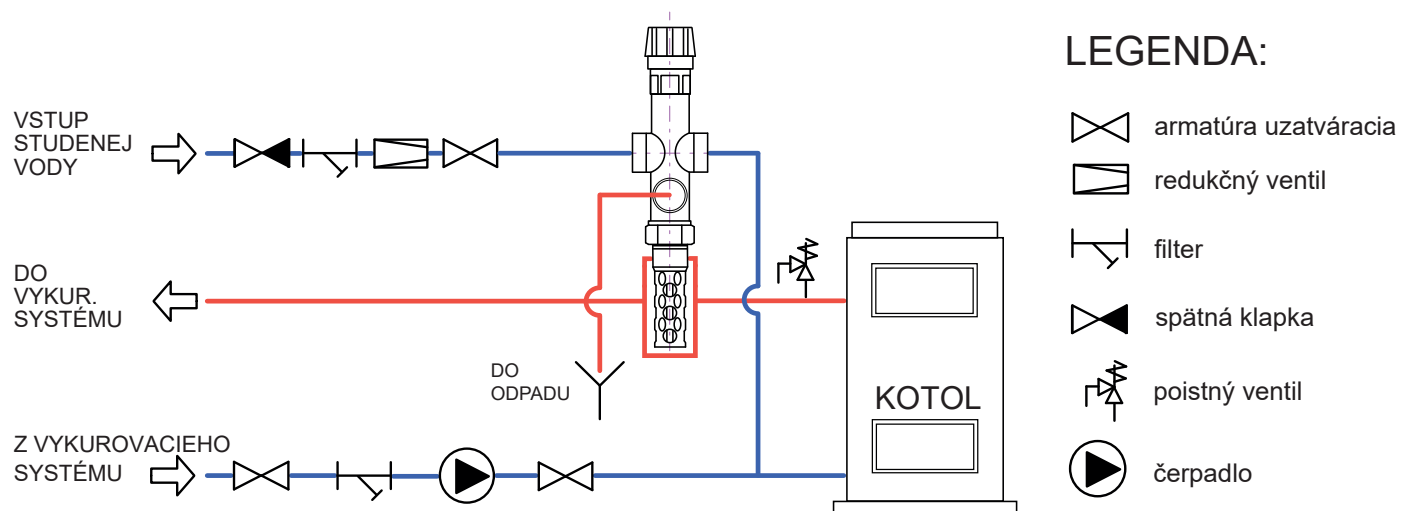 VSTUP
STUDENEJ
VODY
DO
VYKUR.
SYSTÉMU
DO
ODPADU
Z VYKUROVACIEHO
SYSTÉMU
KOTOL
LEGENDA:
armatúra uzatváracia
redukčný ventil
filter
spätná klapka
poistný ventil
čerpadlo